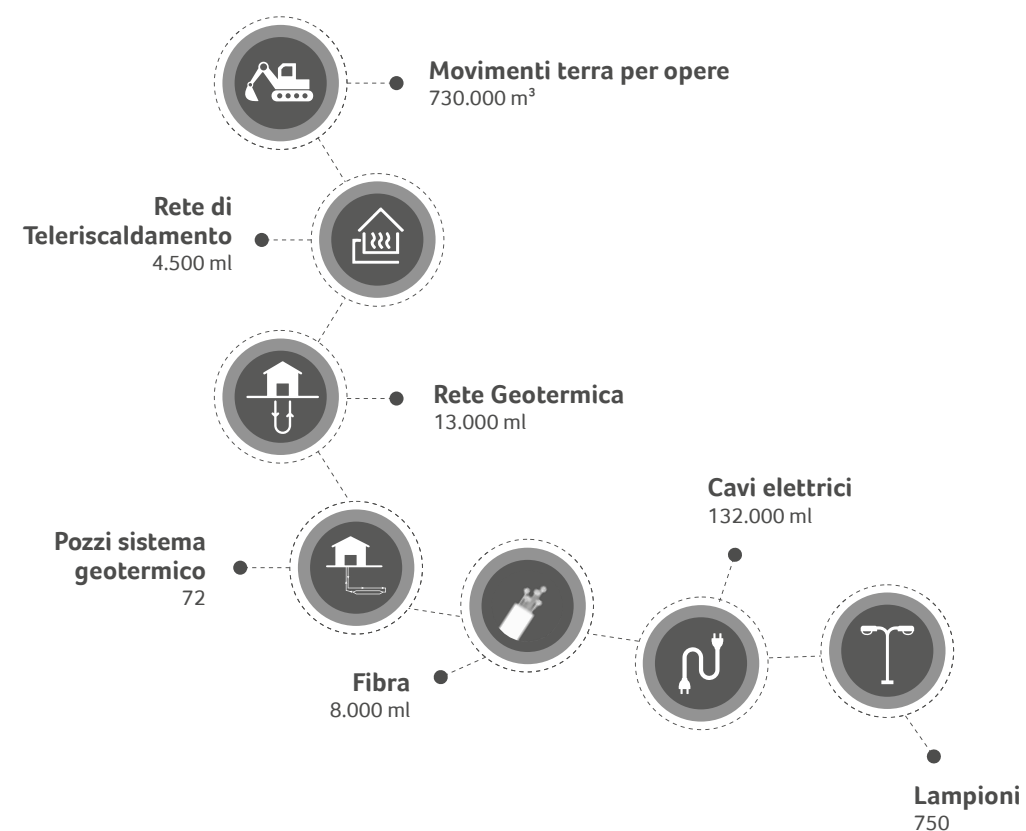 Movimenti terra per opere
730.000 m³
Rete di
Teleriscaldamento
4.500 ml
Rete Geotermica
13.000 ml
Pozzi sistema
geotermico
72
Fibra
8.000 ml
Cavi elettrici
132.000 ml
Lampioni
750